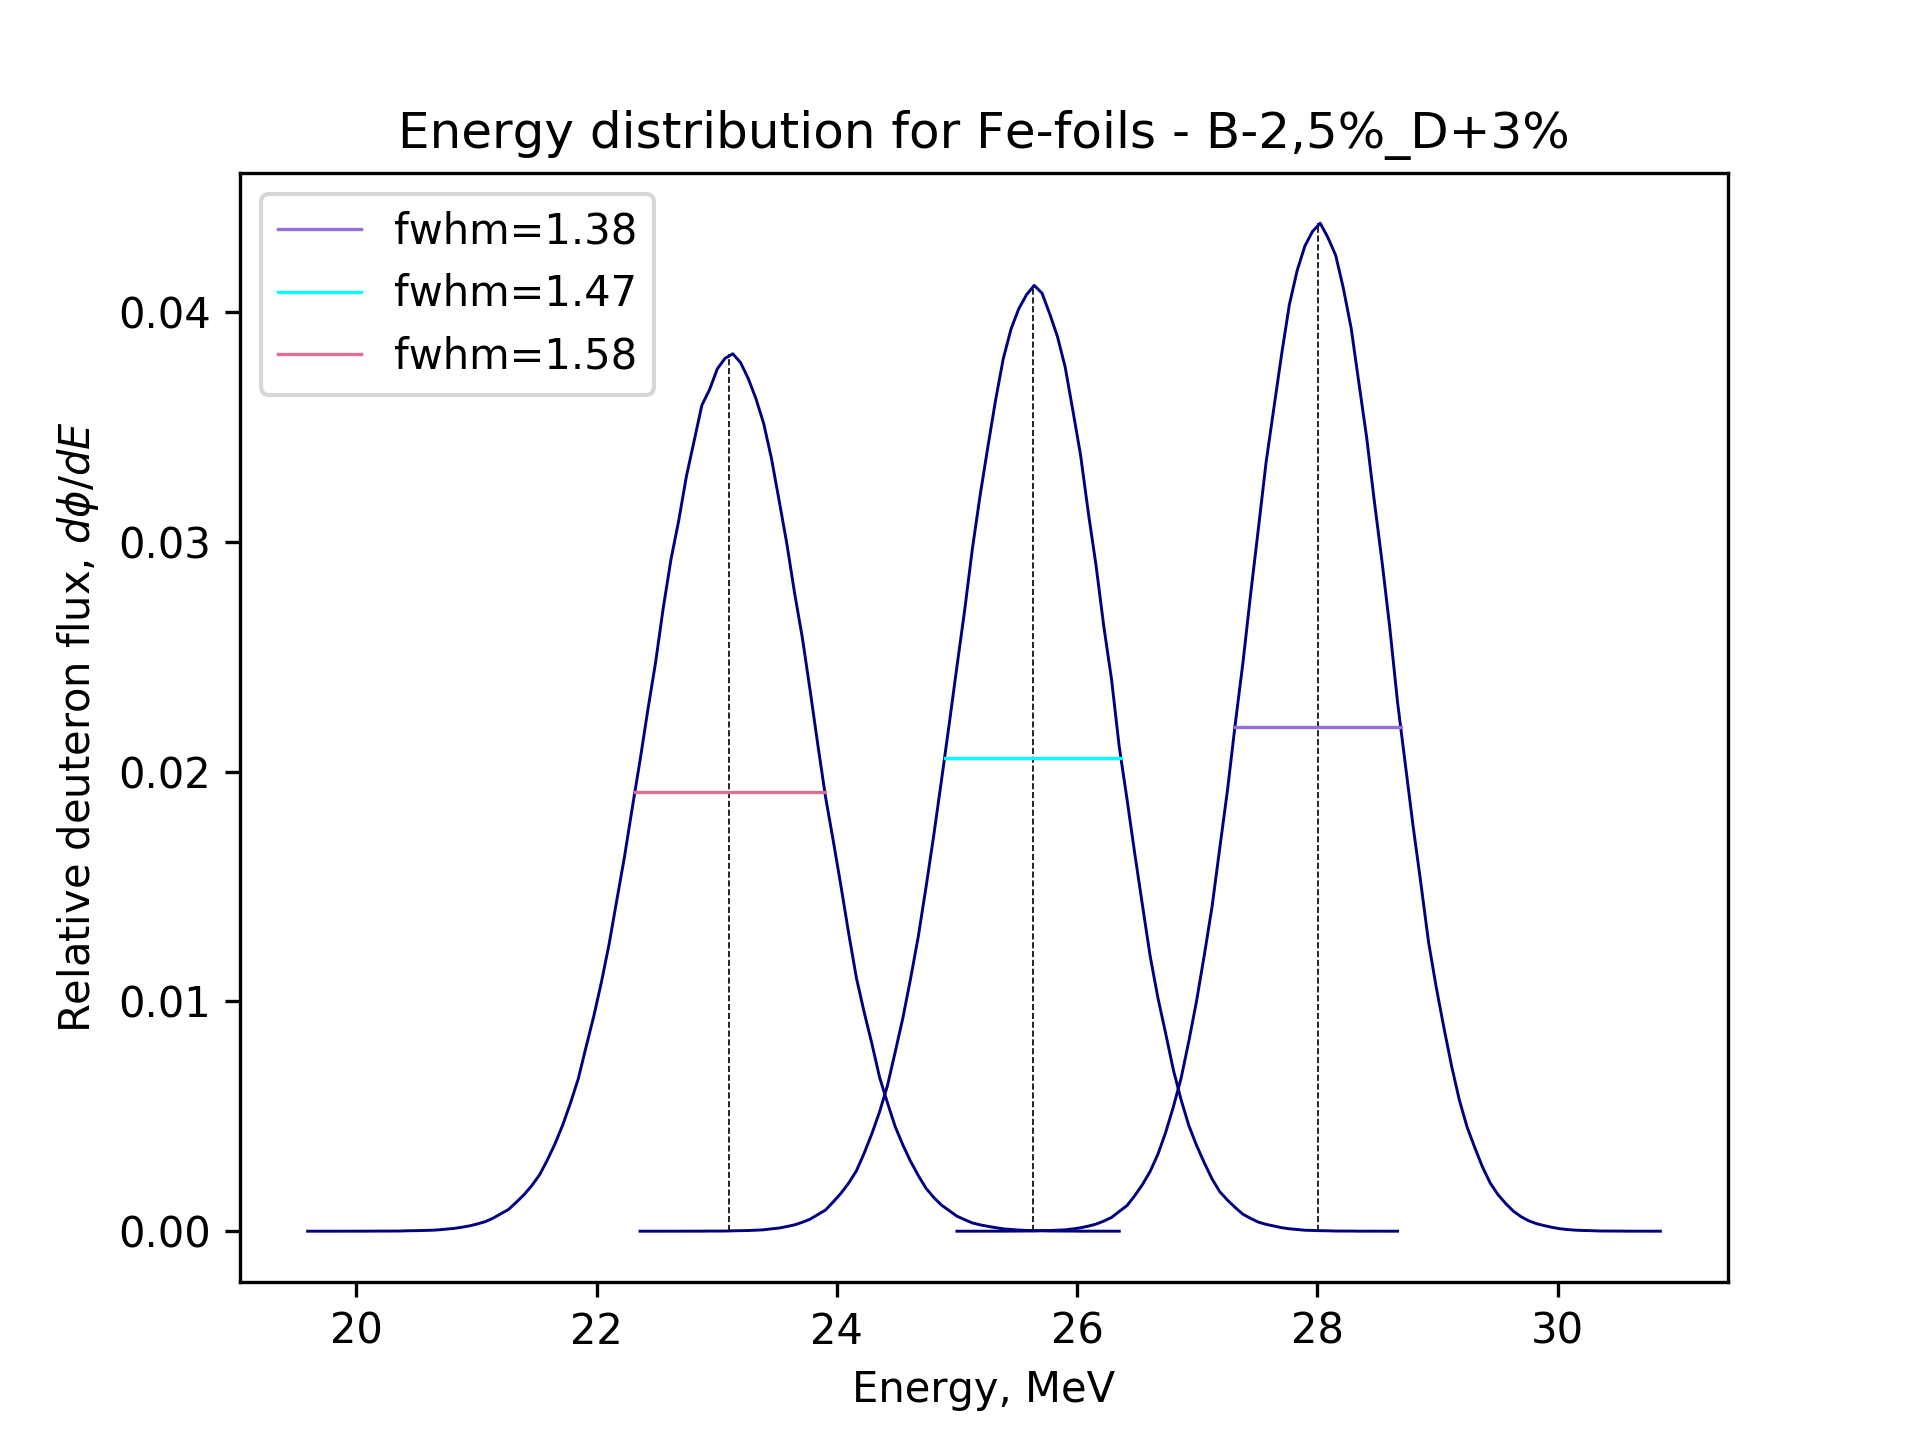 Energy distribution for Fe-foils - B-2,5%_D+3%
fwhm=1.38
fwhm=1.47
fwhm=1.58
Relative deuteron flux, dϕ/dE
0.04
0.03
0.02
0.01
0.00
20 22 24 26 28 30
Energy, MeV